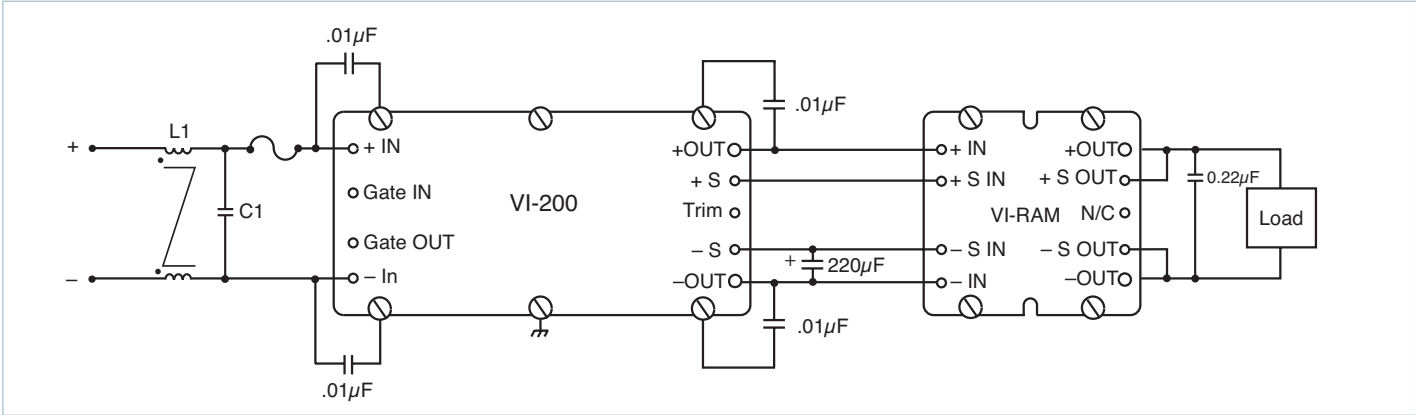 .01µF
.01µF
L1
+
+ IN
+OUT
+ IN
+OUT
+ S
+ S IN
+ S OUT
0.22µF
Gate IN
VI-200
C1
Trim
VI-RAM
N/C
Load
Gate OUT
– S
– S IN
– S OUT
+
220µF
–
– In
–OUT
– IN
–OUT
.01µF
.01µF